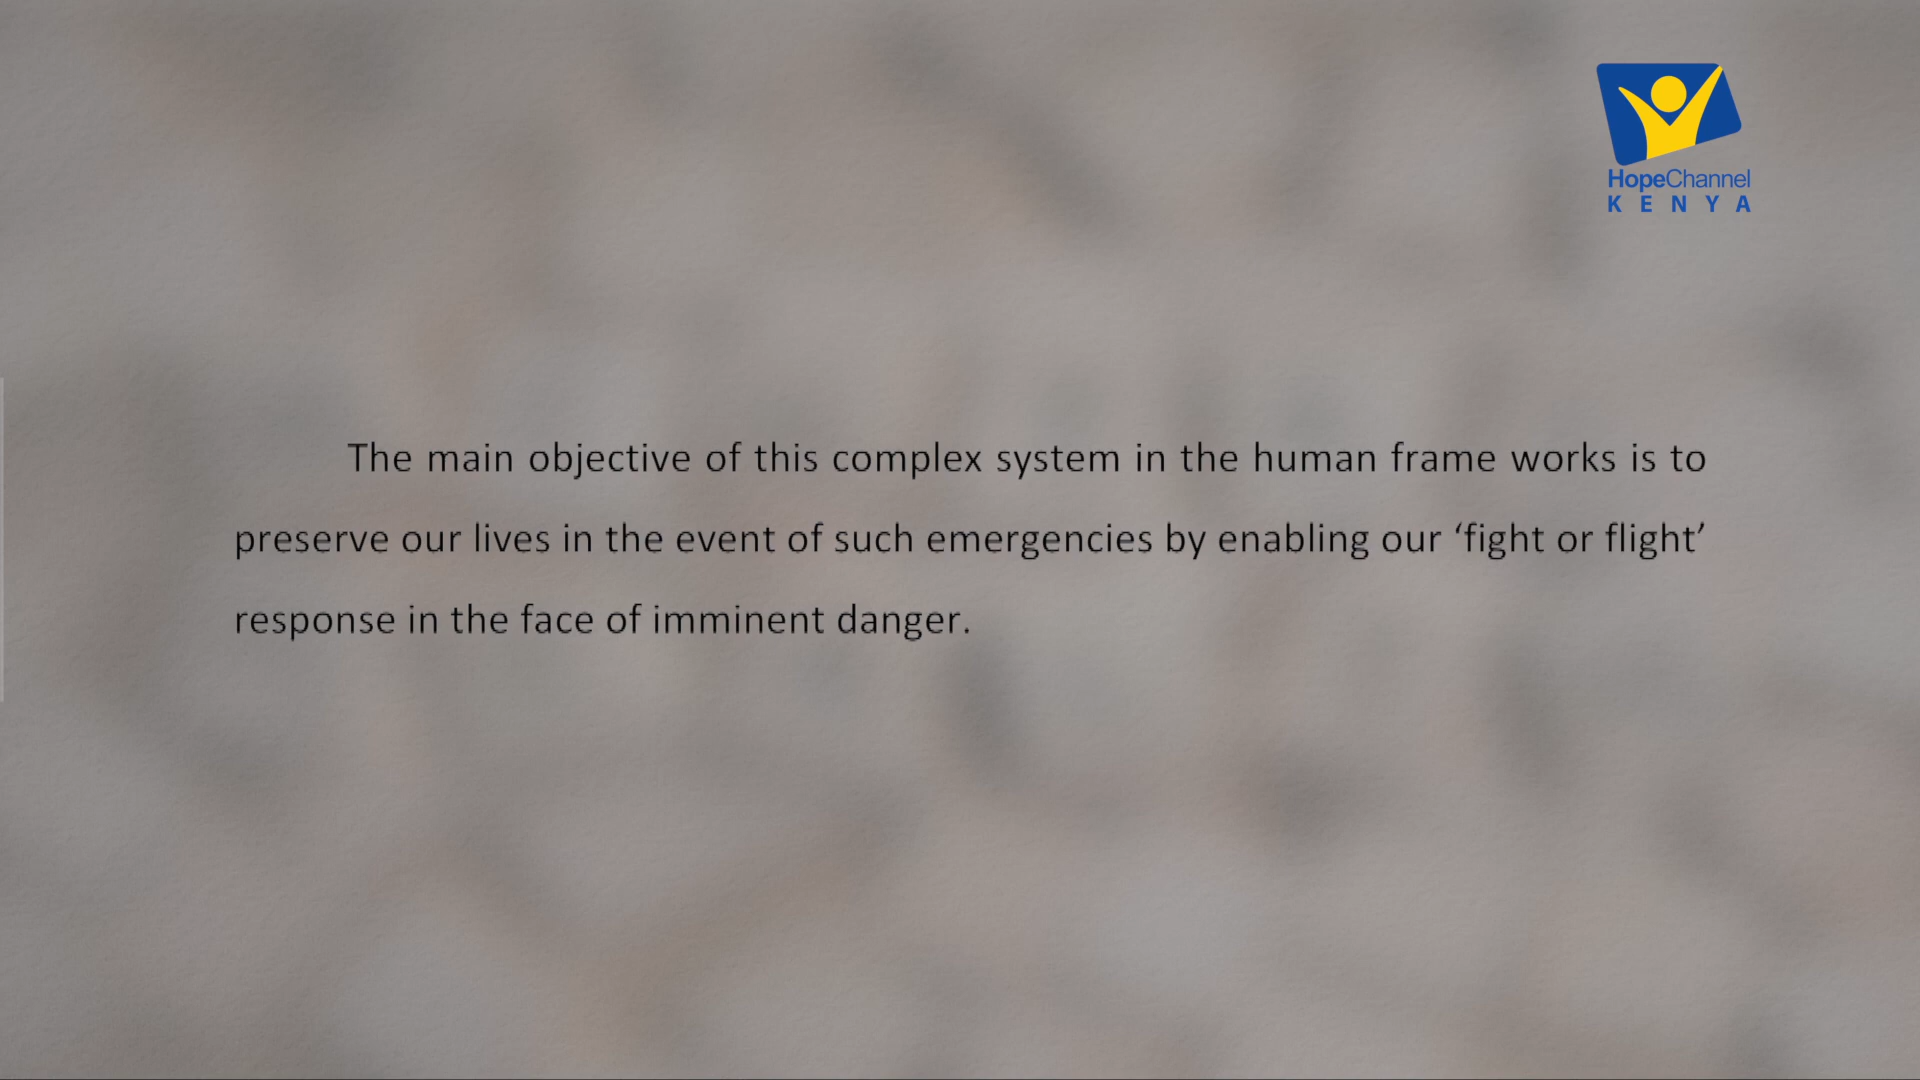 HopeChannel
KENYA
The main objective of this complex system in the human frame works is to
preserve our lives in the event of such emergencies by enabling our ‘fight or flight’
response in the face of imminent danger.